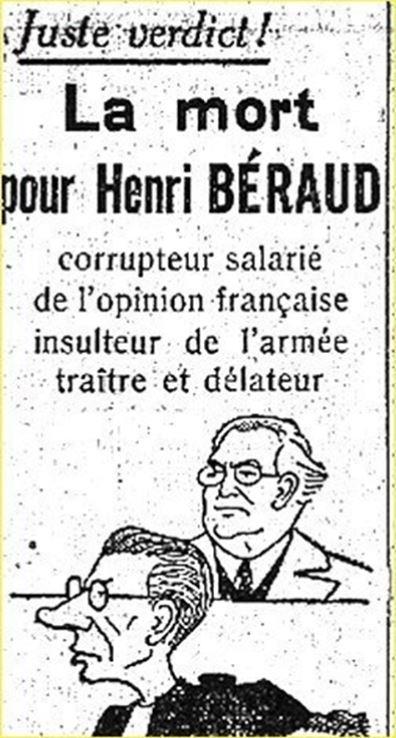 Juste verdict!
La mort
pour Henri BÉRAUD
corrupteur salarié
de l'opinion française
insulteur de l'armée
traître et délateur